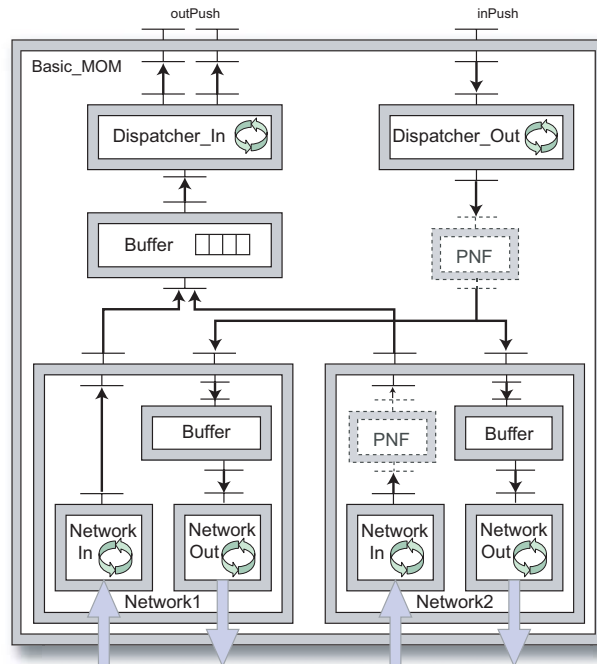 outPush
inPush
Basic_MOM
Dispatcher_In
Dispatcher_Out
Buffer
PNF
Buffer
PNF
Buffer
Network
In
Network
Out
Network
In
Network
Out
Network1
Network2